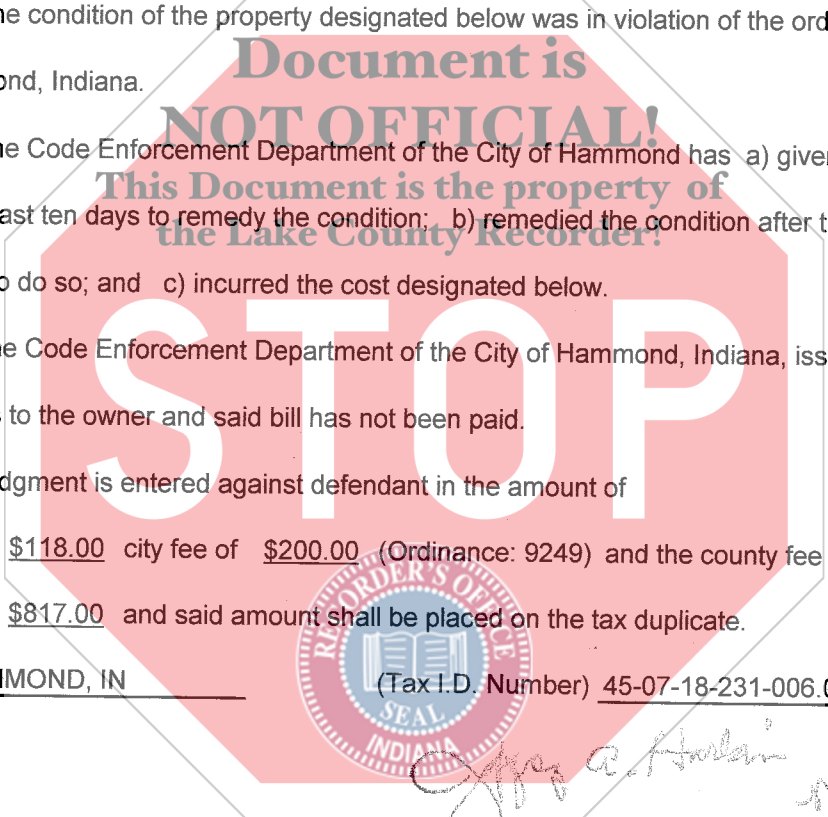 ne condition of the property designated below was in violation of the ord
Document is
ond, Indiana.
NOT OFFICIAL!
ne Code Enforcement Department of the City of Hammond has a) give
This Document is the property of
ast ten days to remedy the condition; b) remedied the condition after t
the Lake County Recorder!
o do so; and c) incurred the cost designated below.
STOP
e Code Enforcement Department of the City of Hammond, Indiana, iss
to the owner and said bill has not been paid.
dgment is entered against defendant in the amount of
$118.00 city fee of $200.00 (Ordinance: 9249) and the county fee
RECORDER'S OFFICE
$817.00 and said amount shall be placed on the tax duplicate.
MOND, IN (Tax I.D. Number) 45-07-18-231-006.0
SEAL
INDIANA